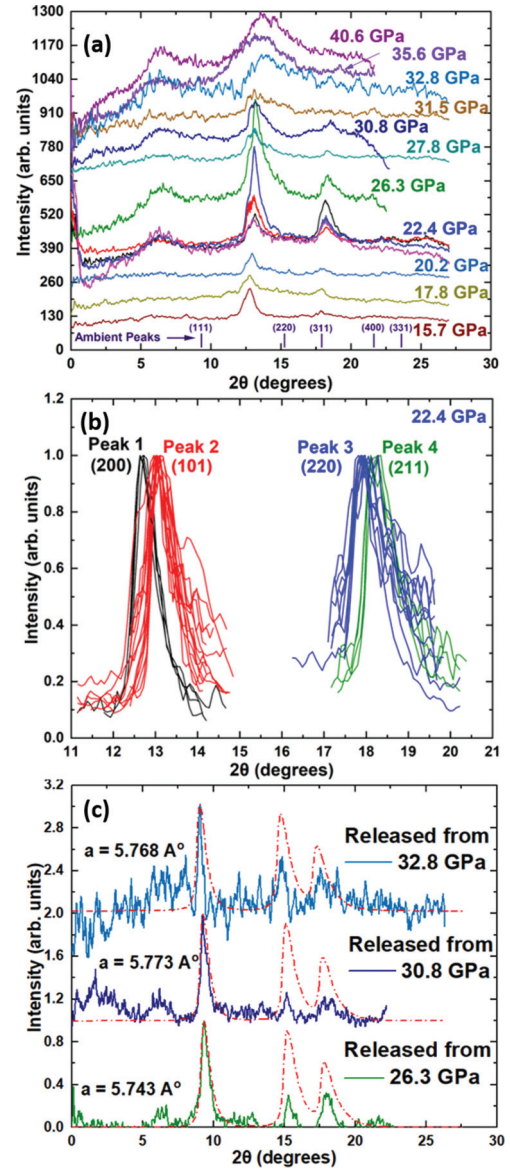 (a)
1300
1170
1040
910
780
650
520
390
260
130
0
Intensity (arb. units)
40.6 GPa
35.6 GPa
32.8 GPa
31.5 GPa
30.8 GPa
27.8 GPa
26.3 GPa
22.4 GPa
20.2 GPa
17.8 GPa
15.7 GPa
Ambient Peaks
(111)
(220)
(311)
(400)
(331)
0 5 10 15 20 25 30
2θ (degrees)
(b)
22.4 GPa
1.2
1.0
0.8
0.6
0.4
0.2
0.0
Intensity (arb. units)
Peak 1
(200)
Peak 2
(101)
Peak 3
(220)
Peak 4
(211)
11 12 13 14 15 16 17 18 19 20 21
2θ (degrees)
(c)
3.2
2.8
2.4
2.0
1.6
1.2
0.8
0.4
0.0
Intensity (arb. units)
a = 5.768 Aº
Released from
32.8 GPa
a = 5.773 Aº
Released from
30.8 GPa
a = 5.743 Aº
Released from
26.3 GPa
0 5 10 15 20 25 30
2θ (degrees)